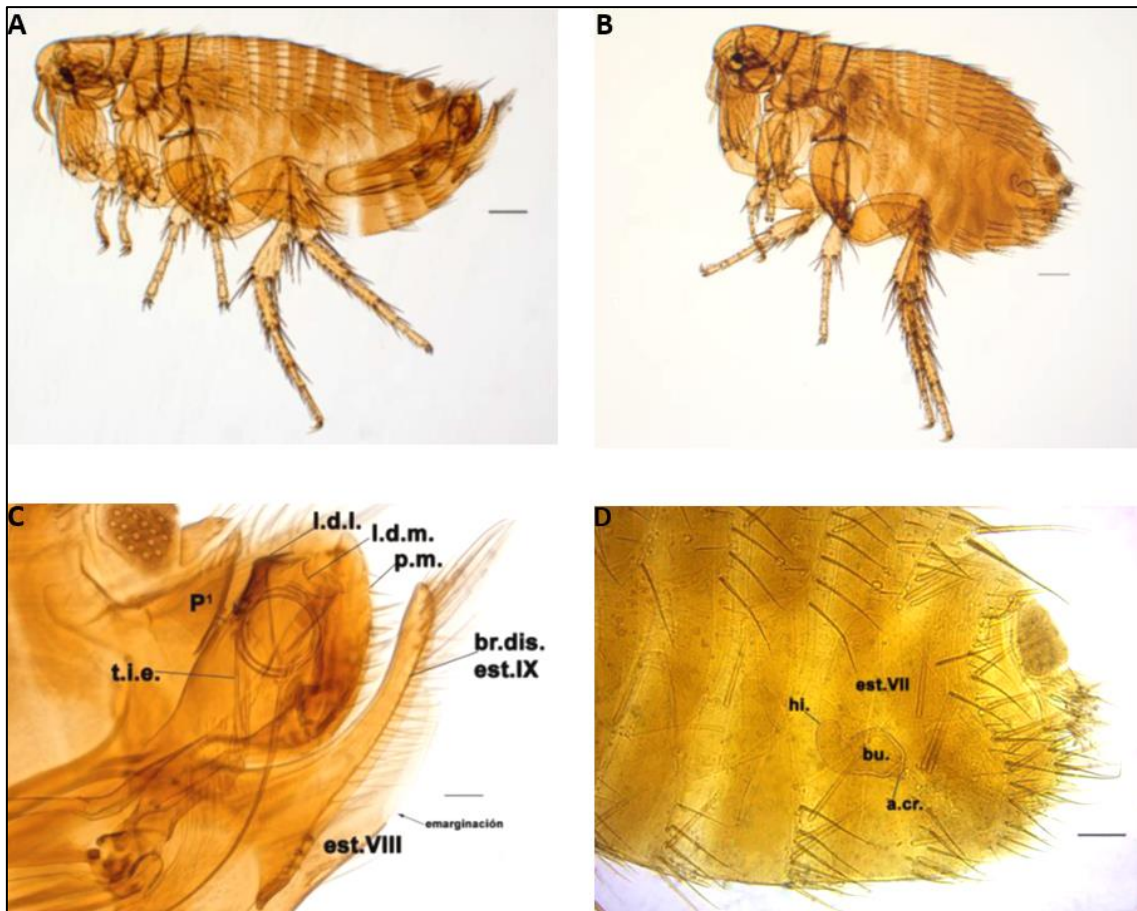 A
B
C
l.d.l.
l.d.m.
p.m.
P¹
br.dis.
est.IX
t.i.e.
emarginación
est.VIII
D
est.VII
hi.
bu.
a.cr.